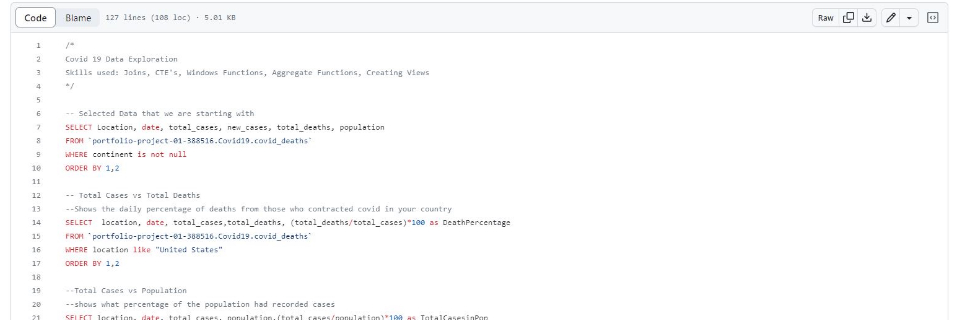 Code Blame 127 lines (108 loc) · 5.01 KB Raw
1 /*
2 Covid 19 Data Exploration
3 Skills used: Joins, CTE's, Windows Functions, Aggregate Functions, Creating Views
4 */
5
6 -- Selected Data that we are starting with
7 SELECT Location, date, total_cases, new_cases, total_deaths, population
8 FROM `portfolio-project-01-388516.Covid19.covid_deaths`
9 WHERE continent is not null
10 ORDER BY 1,2
11
12 -- Total Cases vs Total Deaths
13 --Shows the daily percentage of deaths from those who contracted covid in your country
14 SELECT  location, date, total_cases,total_deaths, (total_deaths/total_cases)*100 as DeathPercentage
15 FROM `portfolio-project-01-388516.Covid19.covid_deaths`
16 WHERE location like "United States"
17 ORDER BY 1,2
18
19 --Total Cases vs Population
20 --shows what percentage of the population had recorded cases
21 SELECT location, date, total_cases, population,(total_cases/population)*100 as TotalCasesinPop